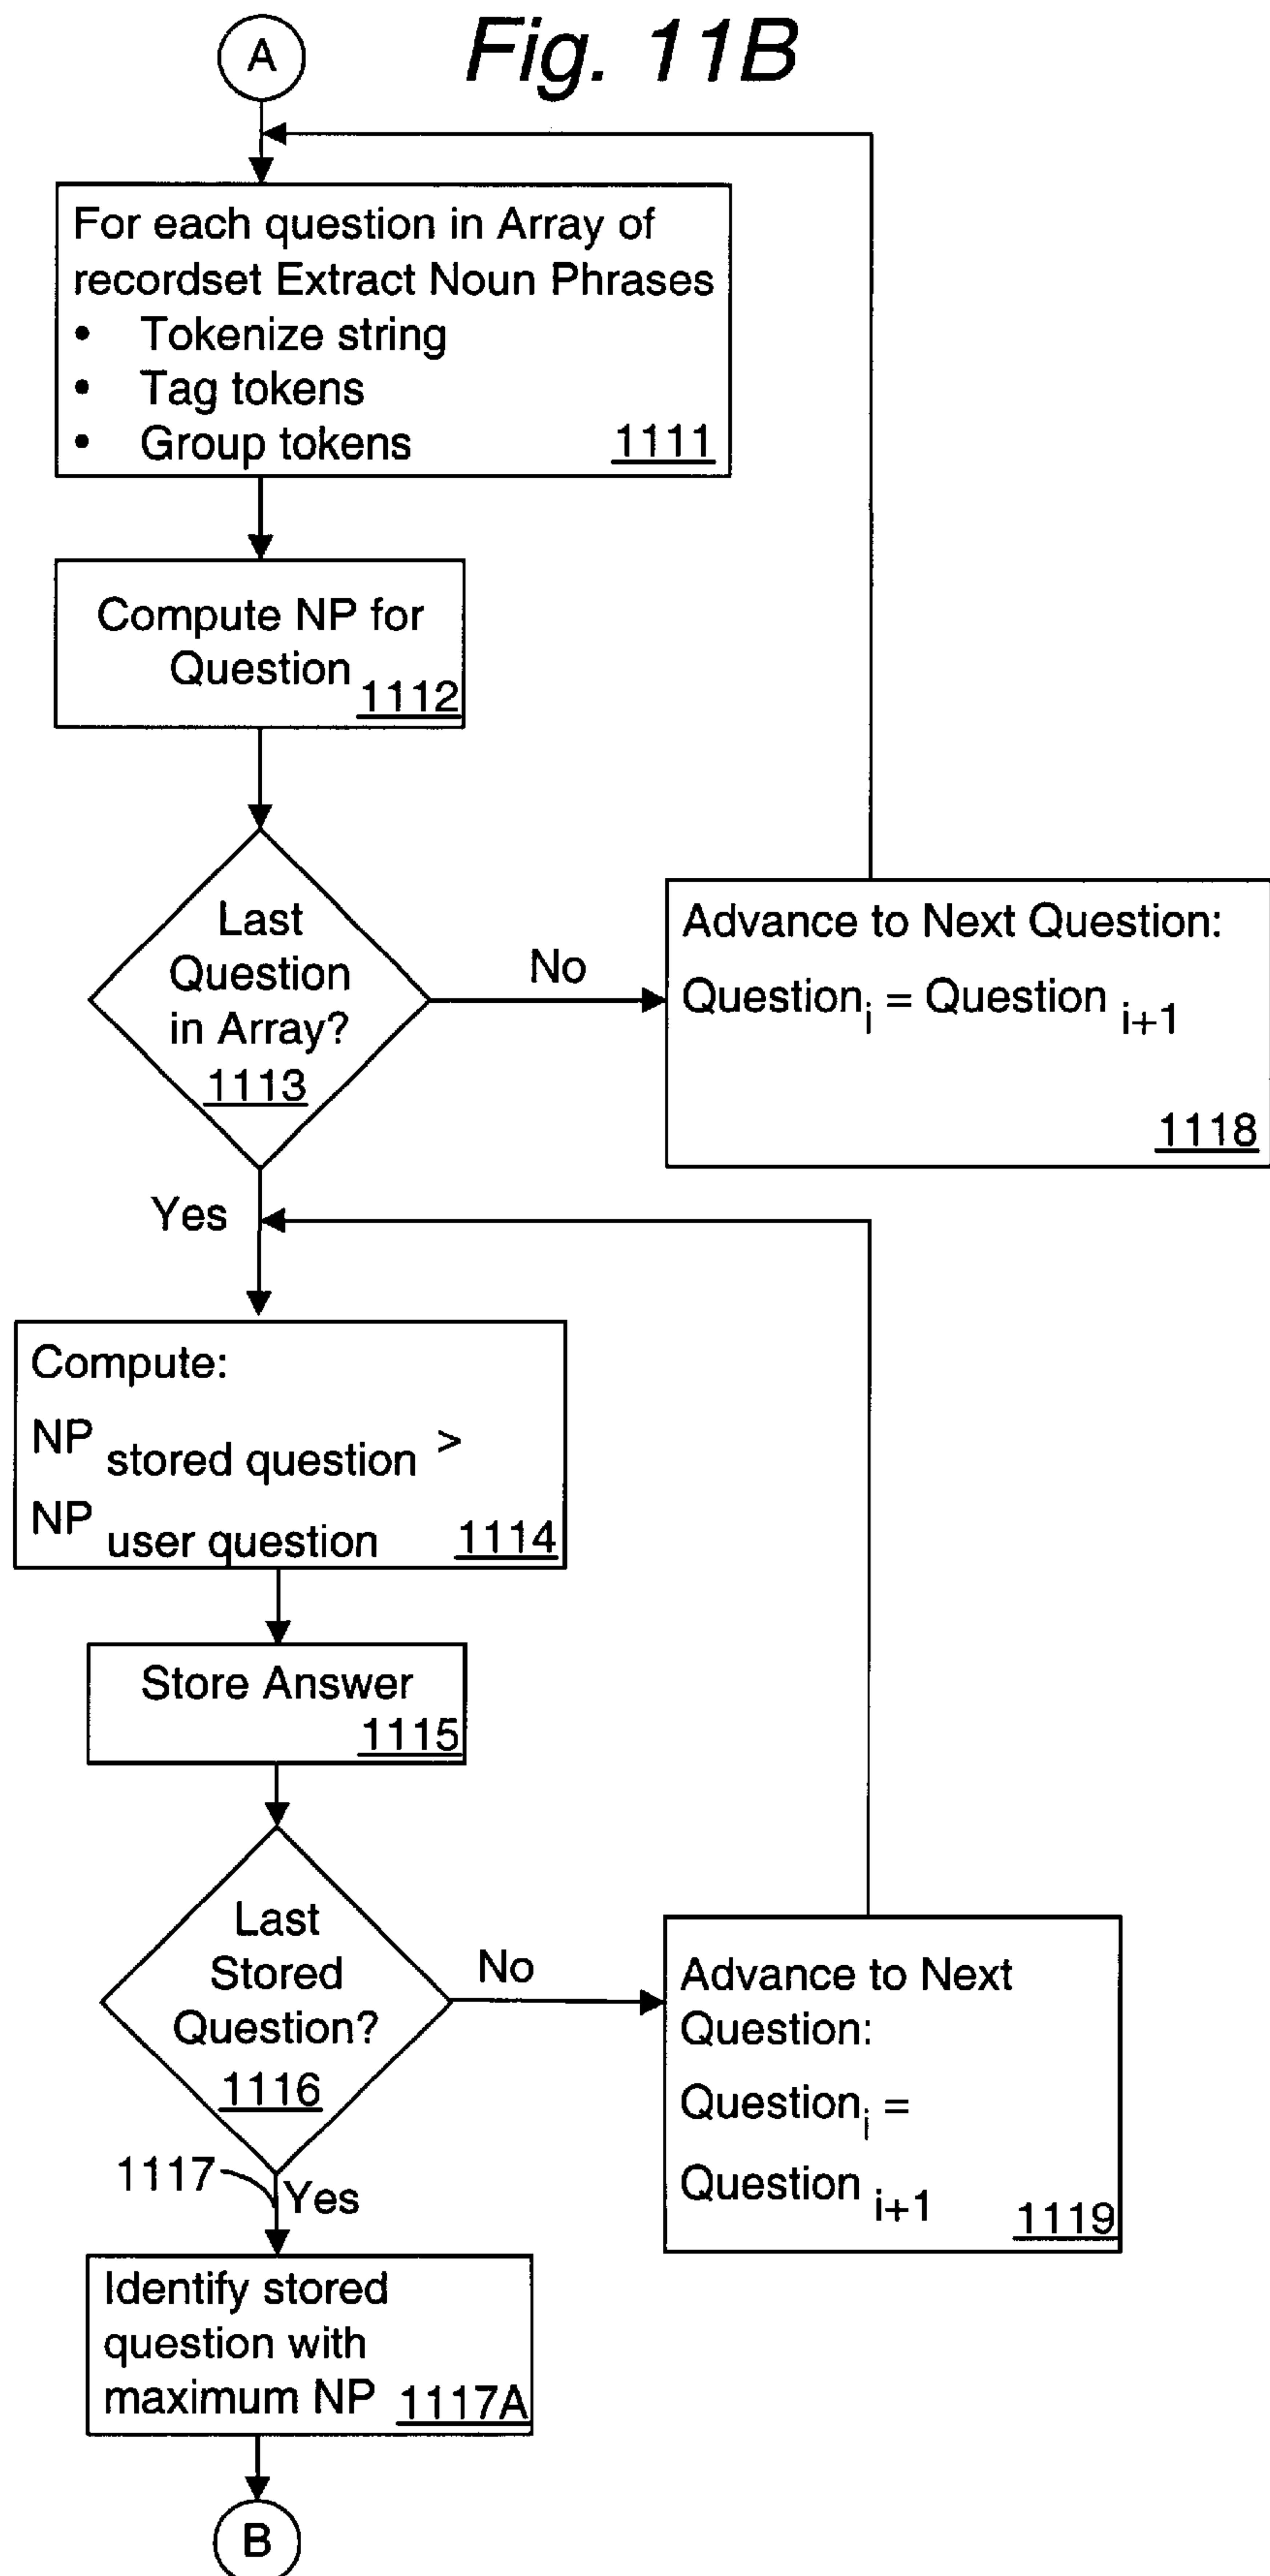 Fig. 11B
A
For each question in Array of
recordset Extract Noun Phrases
• Tokenize string
• Tag tokens
• Group tokens
1111
Compute NP for
Question
1112
Last
Question
in Array?
1113
No
Advance to Next Question:
Question i = Question i+1
1118
Yes
Compute:
NP stored question >
NP user question
1114
Store Answer
1115
Last
Stored
Question?
1116
No
Advance to Next
Question:
Question i =
Question i+1
1119
1117
Yes
Identify stored
question with
maximum NP
1117A
B